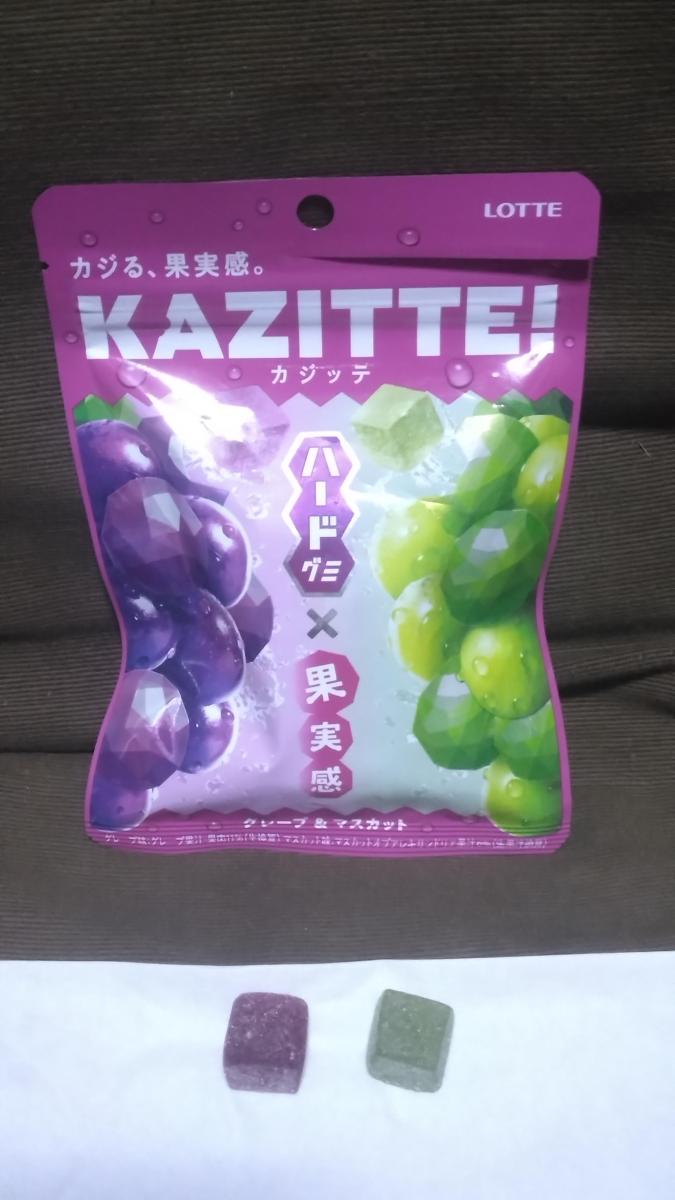 LOTTE
カジる、果実感。
KAZITTE!
カジッテ
ハード
グミ
×
果
実
感
グレープ & マスカット